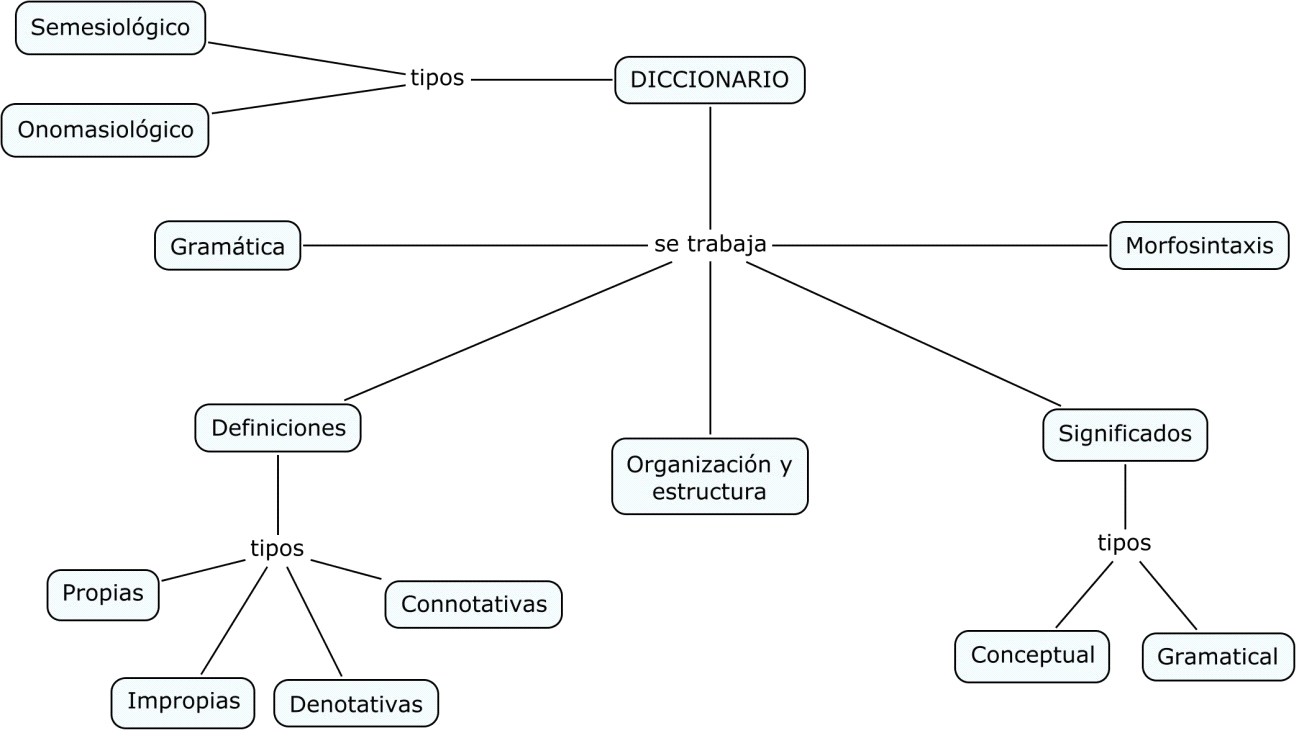 Semesiológico
tipos
DICCIONARIO
Onomasiológico
Gramática
se trabaja
Morfosintaxis
Definiciones
Organización y
estructura
Significados
tipos
Propias
Impropias
Denotativas
Connotativas
tipos
Conceptual
Gramatical